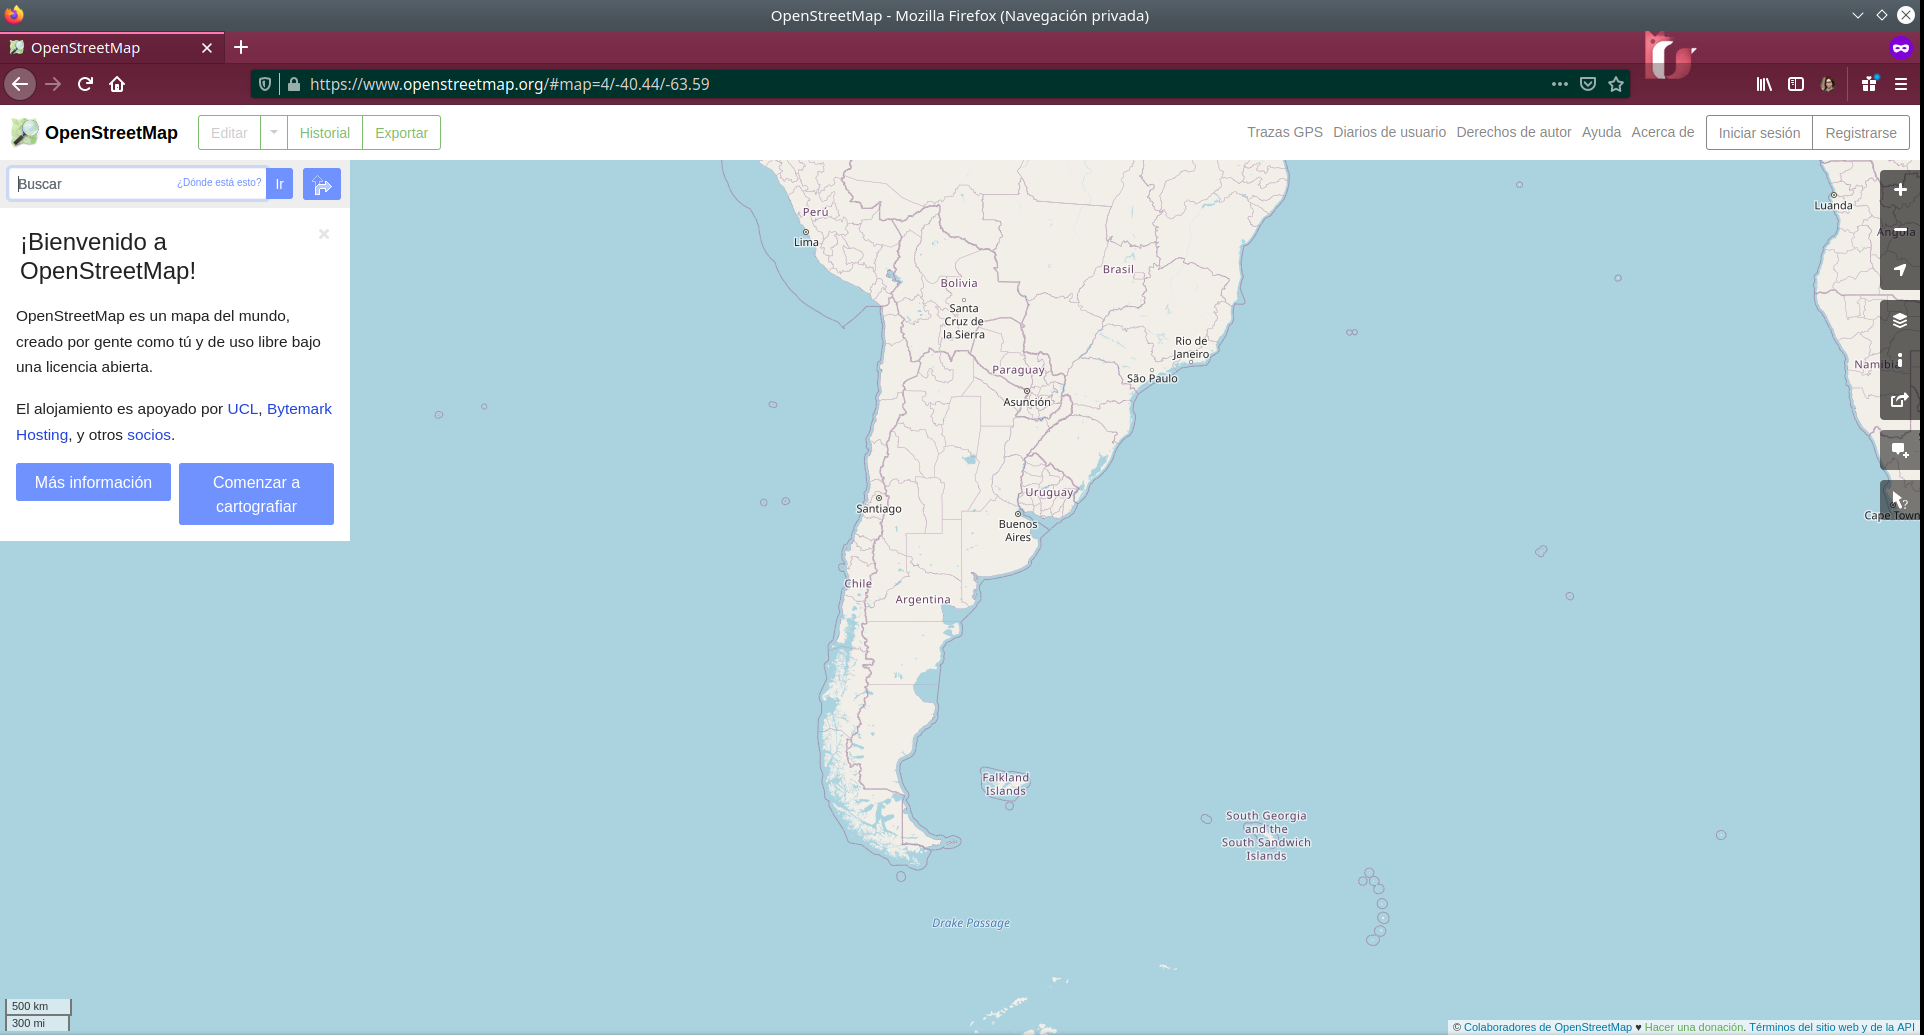 OpenStreetMap - Mozilla Firefox (Navegación privada)
OpenStreetMap
https://www.openstreetmap.org/#map=4/-40.44/-63.59
OpenStreetMap
Editar
Historial
Exportar
Trazas GPS
Diarios de usuario
Derechos de autor
Ayuda
Acerca de
Iniciar sesión
Registrarse
Buscar
¿Dónde está esto?
Ir
¡Bienvenido a
OpenStreetMap!
OpenStreetMap es un mapa del mundo,
creado por gente como tú y de uso libre bajo
una licencia abierta.
El alojamiento es apoyado por UCL, Bytemark
Hosting, y otros socios.
Más información
Comenzar a
cartografiar
Perú
Lima
Brasil
Bolivia
Santa
Cruz de
la Sierra
Rio de
Janeiro
São Paulo
Paraguay
Asunción
Uruguay
Santiago
Buenos
Aires
Chile
Argentina
Falkland
Islands
South Georgia
and the
South Sandwich
Islands
Drake Passage
Luanda
Angola
Namibia
Cape Town
500 km
300 mi
© Colaboradores de OpenStreetMap ♥ Hacer una donación. Términos del sitio web y de la API